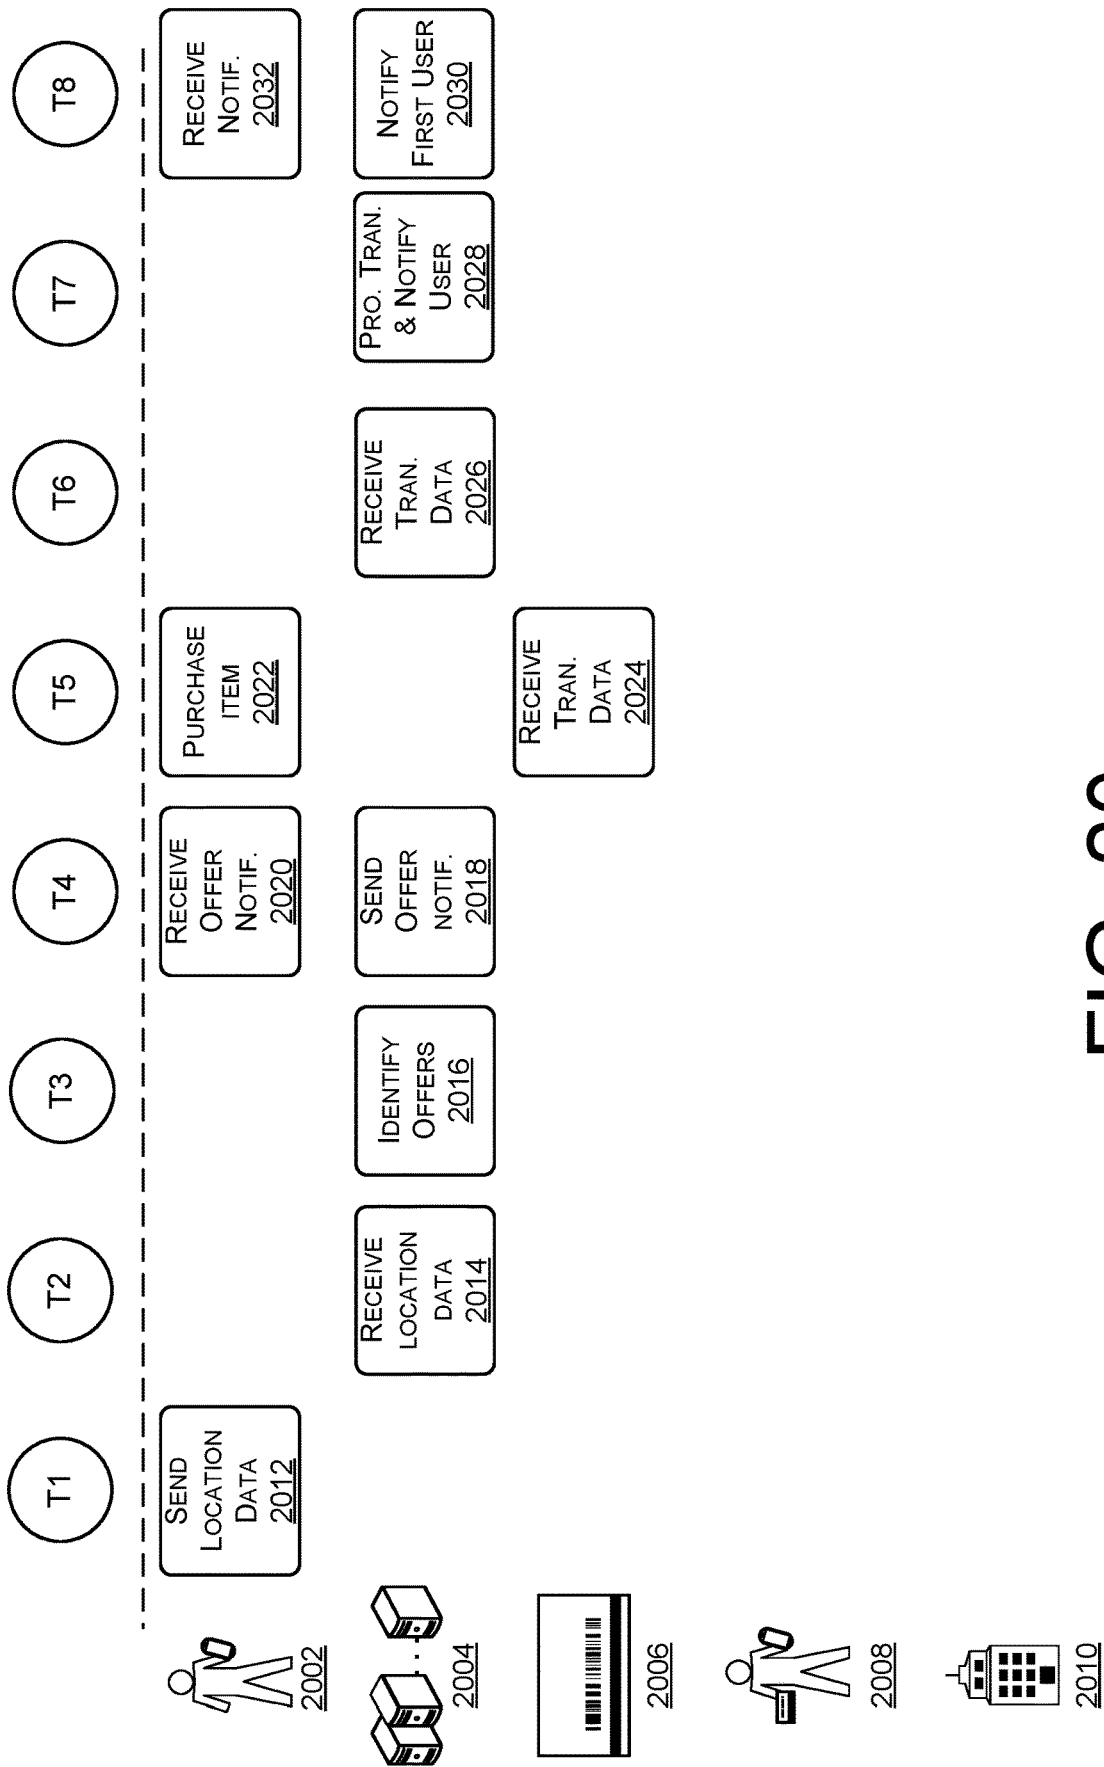 T1
T2
T3
T4
T5
T6
T7
T8
2002
SEND
LOCATION
DATA
2012
RECEIVE
OFFER
NOTIF.
2020
PURCHASE
ITEM
2022
RECEIVE
NOTIF.
2032
2004
RECEIVE
LOCATION
DATA
2014
IDENTIFY
OFFERS
2016
SEND
OFFER
NOTIF.
2018
RECEIVE
TRAN.
DATA
2026
PRO. TRAN.
& NOTIFY
USER
2028
NOTIFY
FIRST USER
2030
2006
RECEIVE
TRAN.
DATA
2024
2008
2010
FIG.